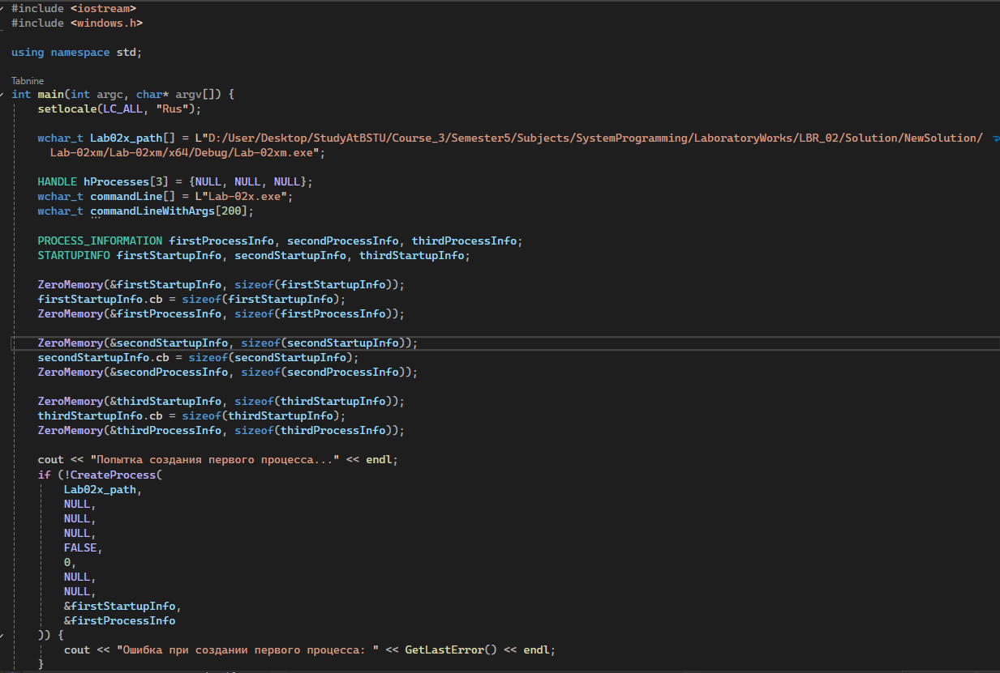 #include <iostream>
#include <windows.h>
using namespace std;
Tabnine
int main(int argc, char* argv[]) {
setlocale(LC_ALL, "Rus");
wchar_t Lab02x_path[] = L"D:/User/Desktop/StudyAtBSTU/Course_3/Semester5/Subjects/SystemProgramming/LaboratoryWorks/LBR_02/Solution/NewSolution/
Lab-02xm/Lab-02xm/x64/Debug/Lab-02xm.exe";
HANDLE hProcesses[3] = {NULL, NULL, NULL};
wchar_t commandLine[] = L"Lab-02x.exe";
wchar_t commandLineWithArgs[200];
PROCESS_INFORMATION firstProcessInfo, secondProcessInfo, thirdProcessInfo;
STARTUPINFO firstStartupInfo, secondStartupInfo, thirdStartupInfo;
ZeroMemory(&firstStartupInfo, sizeof(firstStartupInfo));
firstStartupInfo.cb = sizeof(firstStartupInfo);
ZeroMemory(&firstProcessInfo, sizeof(firstProcessInfo));
ZeroMemory(&secondStartupInfo, sizeof(secondStartupInfo));
secondStartupInfo.cb = sizeof(secondStartupInfo);
ZeroMemory(&secondProcessInfo, sizeof(secondProcessInfo));
ZeroMemory(&thirdStartupInfo, sizeof(thirdStartupInfo));
thirdStartupInfo.cb = sizeof(thirdStartupInfo);
ZeroMemory(&thirdProcessInfo, sizeof(thirdProcessInfo));
cout << "Попытка создания первого процесса..." << endl;
if (!CreateProcess(
Lab02x_path,
NULL,
NULL,
NULL,
FALSE,
0,
NULL,
NULL,
&firstStartupInfo,
&firstProcessInfo
)) {
cout << "Ошибка при создании первого процесса: " << GetLastError() << endl;
}